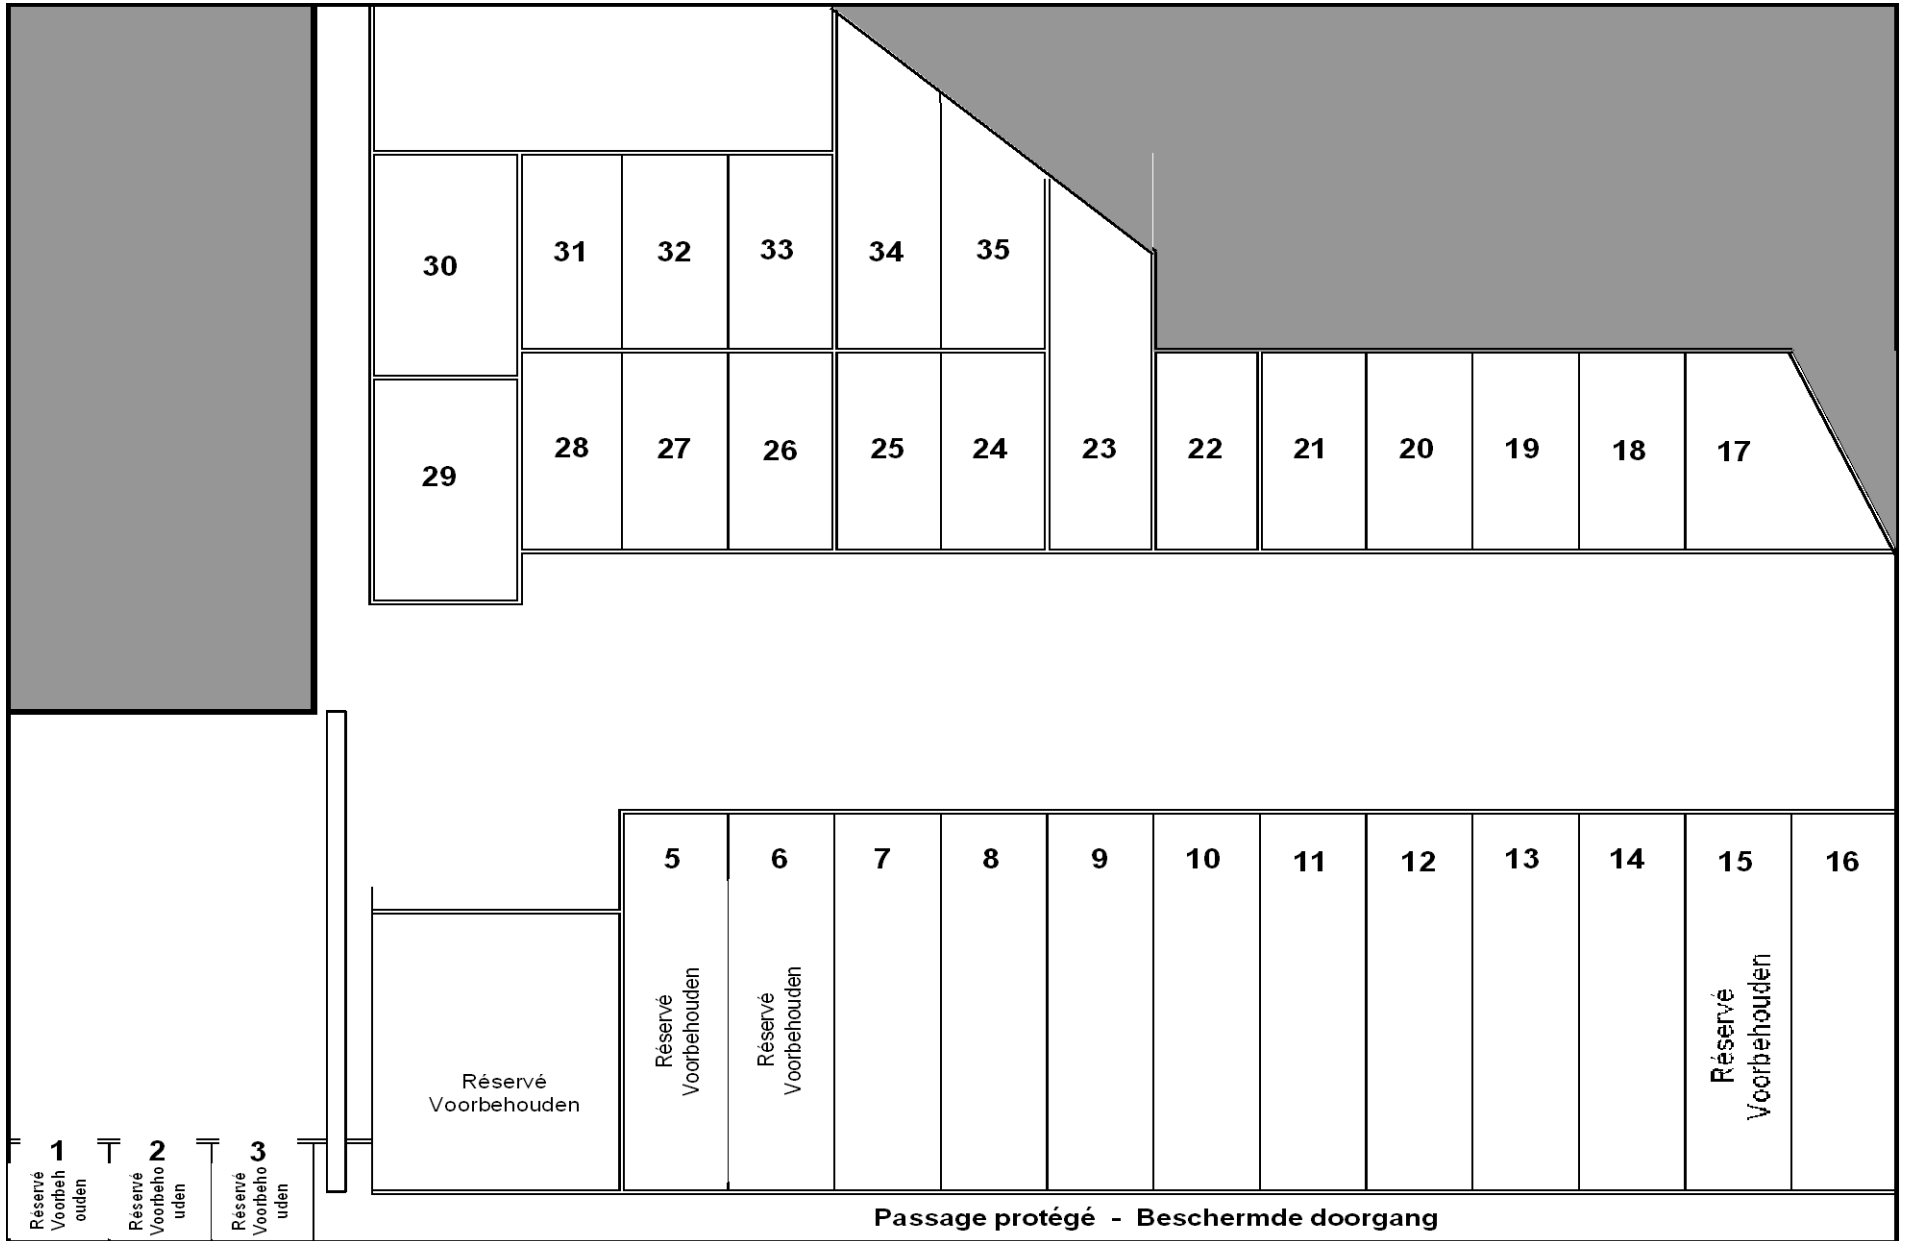 30
31
32
33
34
35
29
28
27
26
25
24
23
22
21
20
19
18
17
5
6
7
8
9
10
11
12
13
14
15
16
Réservé
Voorbehouden
Réservé
Voorbehouden
Réservé
Voorbehouden
Réservé
Voorbehouden
1
2
3
Réservé
Voorbeh
ouden
Réservé
Voorbeho
uden
Réservé
Voorbeho
uden
Passage protégé - Beschermde doorgang